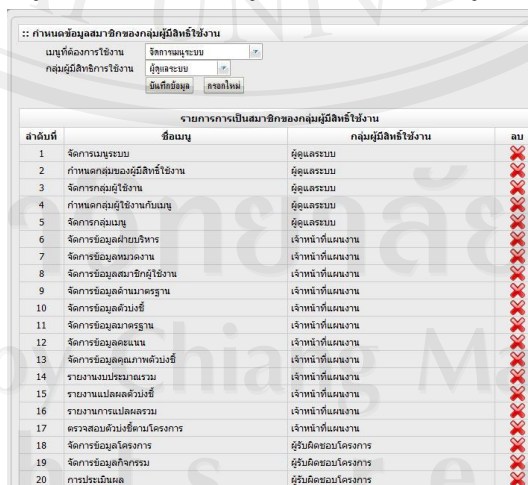 :: กำหนดข้อมูลสมาชิกของกลุ่มผู้มีสิทธิใช้งาน
เมนูที่ต้องการใช้งาน จัดการเมนูระบบ
กลุ่มผู้มีสิทธิการใช้งาน ผู้ดูแลระบบ
บันทึกข้อมูล กรอกใหม่
รายการการเป็นสมาชิกของกลุ่มผู้มีสิทธิ์ใช้งาน
ลำดับที่ ชื่อเมนู กลุ่มผู้มีสิทธิ์ใช้งาน ลบ
1 จัดการเมนูระบบ ผู้ดูแลระบบ
2 กำหนดกลุ่มของผู้มีสิทธิ์ใช้งาน ผู้ดูแลระบบ
3 จัดการกลุ่มผู้ใช้งาน ผู้ดูแลระบบ
4 กำหนดกลุ่มผู้ใช้งานกับเมนู ผู้ดูแลระบบ
5 จัดการกลุ่มเมนู ผู้ดูแลระบบ
6 จัดการข้อมูลฝ่ายบริหาร เจ้าหน้าที่แผนงาน
7 จัดการข้อมูลหมวดงาน เจ้าหน้าที่แผนงาน
8 จัดการข้อมูลสมาชิกผู้ใช้งาน เจ้าหน้าที่แผนงาน
9 จัดการข้อมูลด้านมาตรฐาน เจ้าหน้าที่แผนงาน
10 จัดการข้อมูลตัวบ่งชี้ เจ้าหน้าที่แผนงาน
11 จัดการข้อมูลมาตรฐาน เจ้าหน้าที่แผนงาน
12 จัดการข้อมูลคะแนน เจ้าหน้าที่แผนงาน
13 จัดการข้อมูลคุณภาพตัวบ่งชี้ เจ้าหน้าที่แผนงาน
14 รายงานงบประมาณรวม เจ้าหน้าที่แผนงาน
15 รายงานแปลผลตัวบ่งชี้ เจ้าหน้าที่แผนงาน
16 รายงานการแปลผลรวม เจ้าหน้าที่แผนงาน
17 ตรวจสอบตัวบ่งชี้ตามโครงการ เจ้าหน้าที่แผนงาน
18 จัดการข้อมูลโครงการ ผู้รับผิดชอบโครงการ
19 จัดการข้อมูลกิจกรรม ผู้รับผิดชอบโครงการ
20 การประเมินผล ผู้รับผิดชอบโครงการ